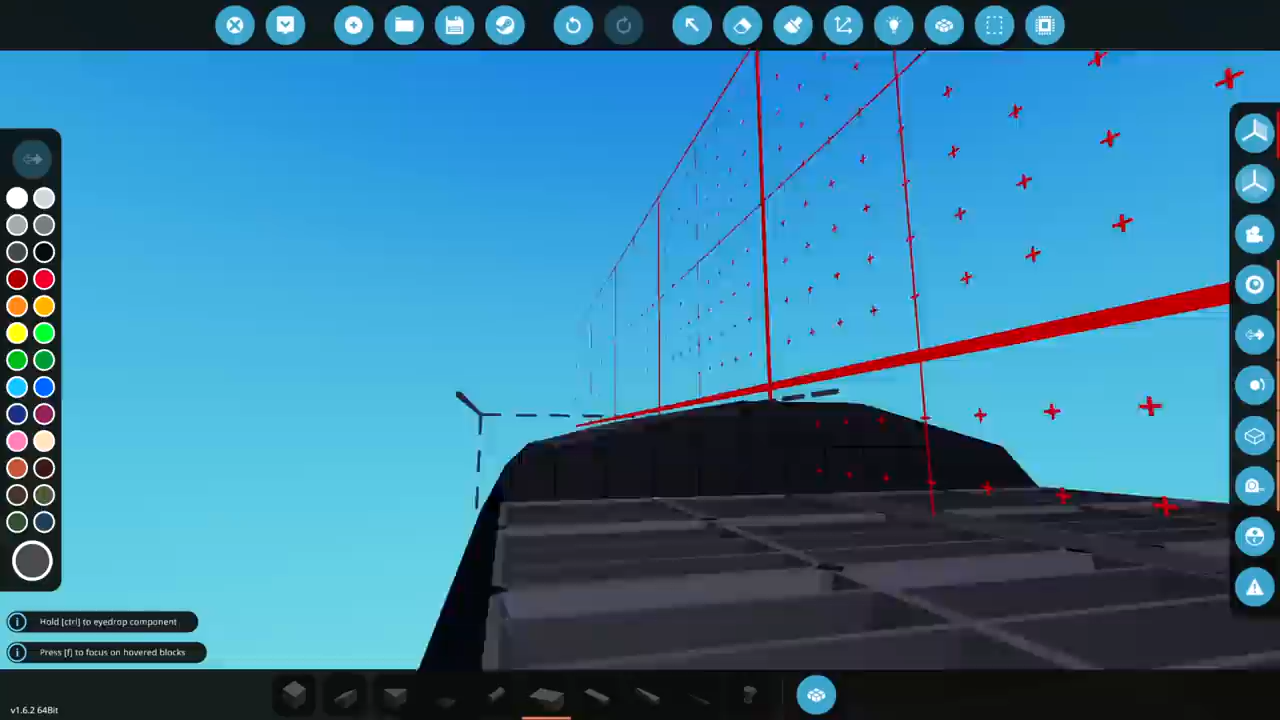 Hold [ctrl] to eyedrop component
Press [f] to focus on hovered blocks
v1.6.2 64Bit